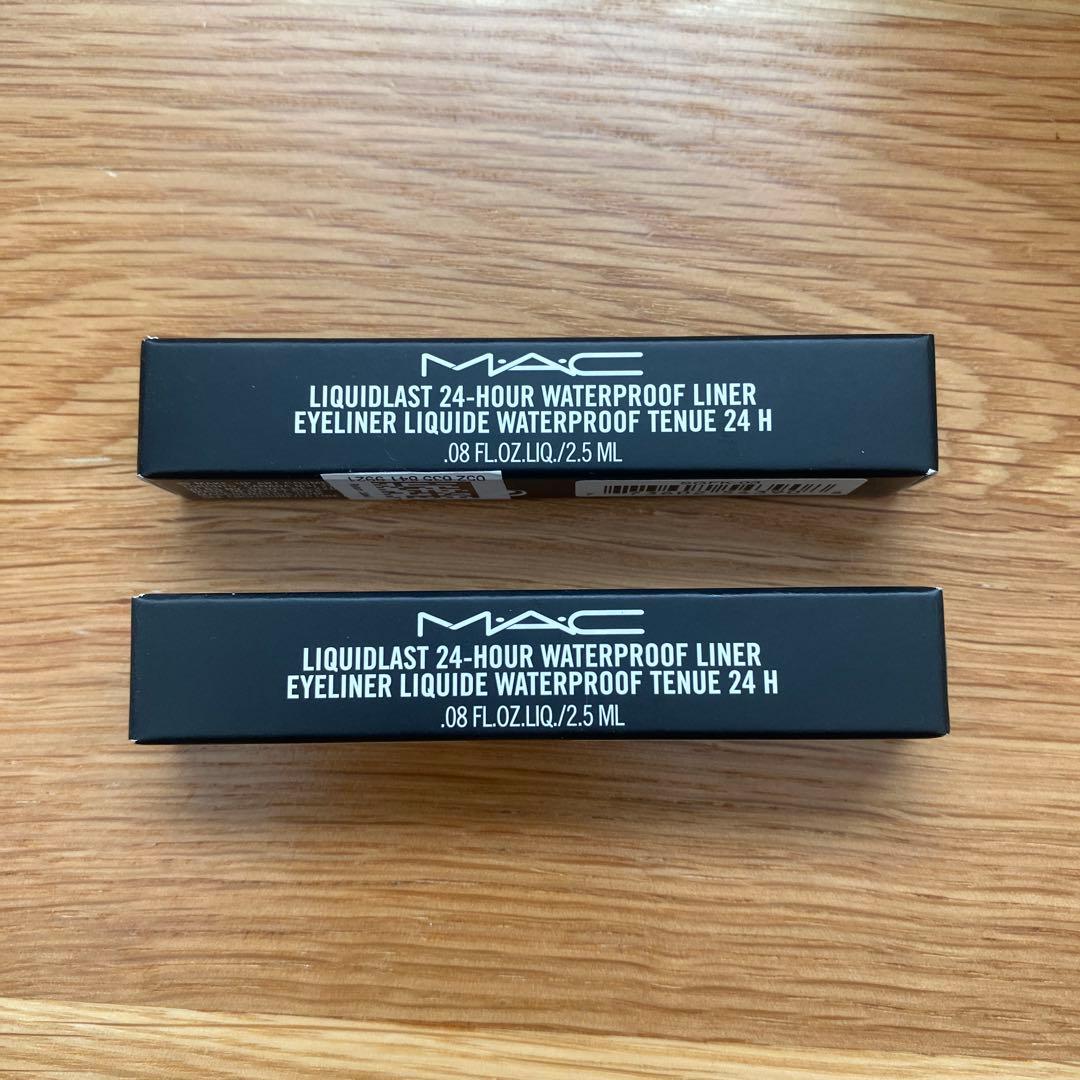 M·A·C
LIQUIDLAST 24-HOUR WATERPROOF LINER
EYELINER LIQUIDE WATERPROOF TENUE 24 H
.08 FL.OZ.LIQ./2.5 ML
M·A·C
LIQUIDLAST 24-HOUR WATERPROOF LINER
EYELINER LIQUIDE WATERPROOF TENUE 24 H
.08 FL.OZ.LIQ./2.5 ML